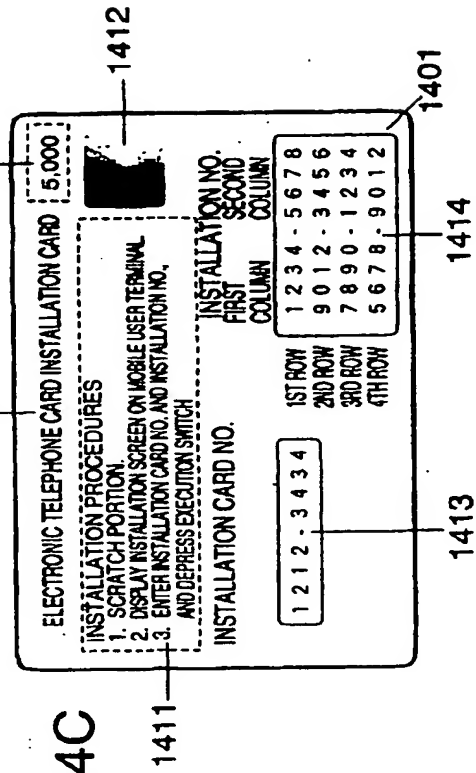 4C
ELECTRONIC TELEPHONE CARD INSTALLATION CARD
5,000
INSTALLATION PROCEDURES
1. SCRATCH PORTION.
2. DISPLAY INSTALLATION SCREEN ON MOBILE USER TERMINAL
3. ENTER INSTALLATION CARD NO. AND INSTALLATION NO.,
AND DEPRESS EXECUTION SWITCH
1411
1412
INSTALLATION CARD NO.
1212-3434
1413
INSTALLATION NO.
FIRST COLUMN SECOND COLUMN
1ST ROW 1234-5678
2ND ROW 9012-3456
3RD ROW 7890-1234
4TH ROW 5678-9012
1414
1401